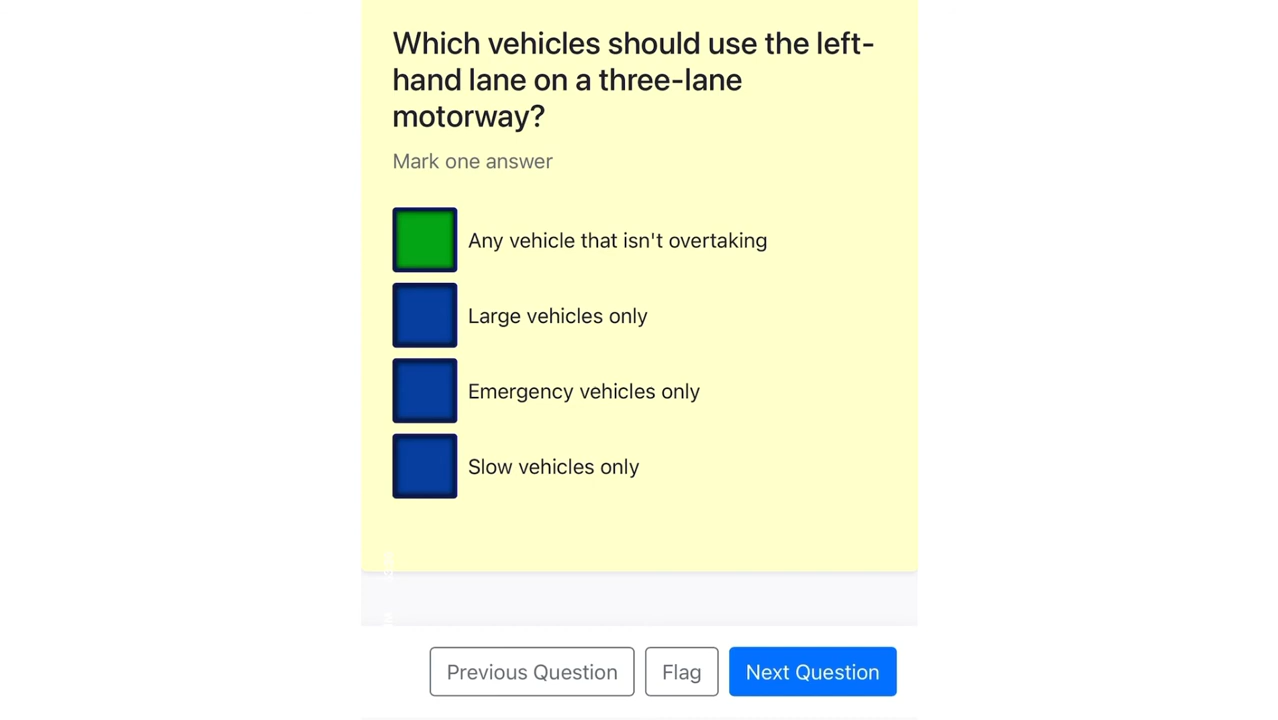 Which vehicles should use the left-
hand lane on a three-lane
motorway?
Mark one answer
Any vehicle that isn't overtaking
Large vehicles only
Emergency vehicles only
Slow vehicles only
Previous Question
Flag
Next Question